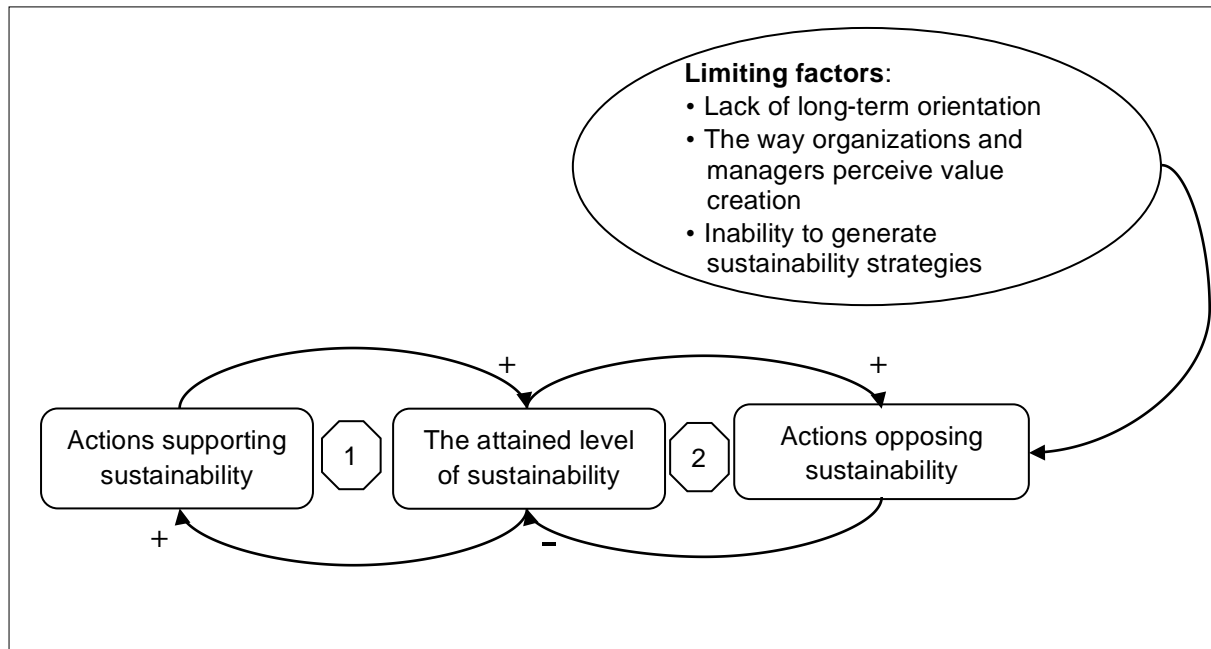 Limiting factors:
• Lack of long-term orientation
• The way organizations and
managers perceive value
creation
• Inability to generate
sustainability strategies
+
+
Actions supporting
sustainability
1
The attained level
of sustainability
2
Actions opposing
sustainability
+
-